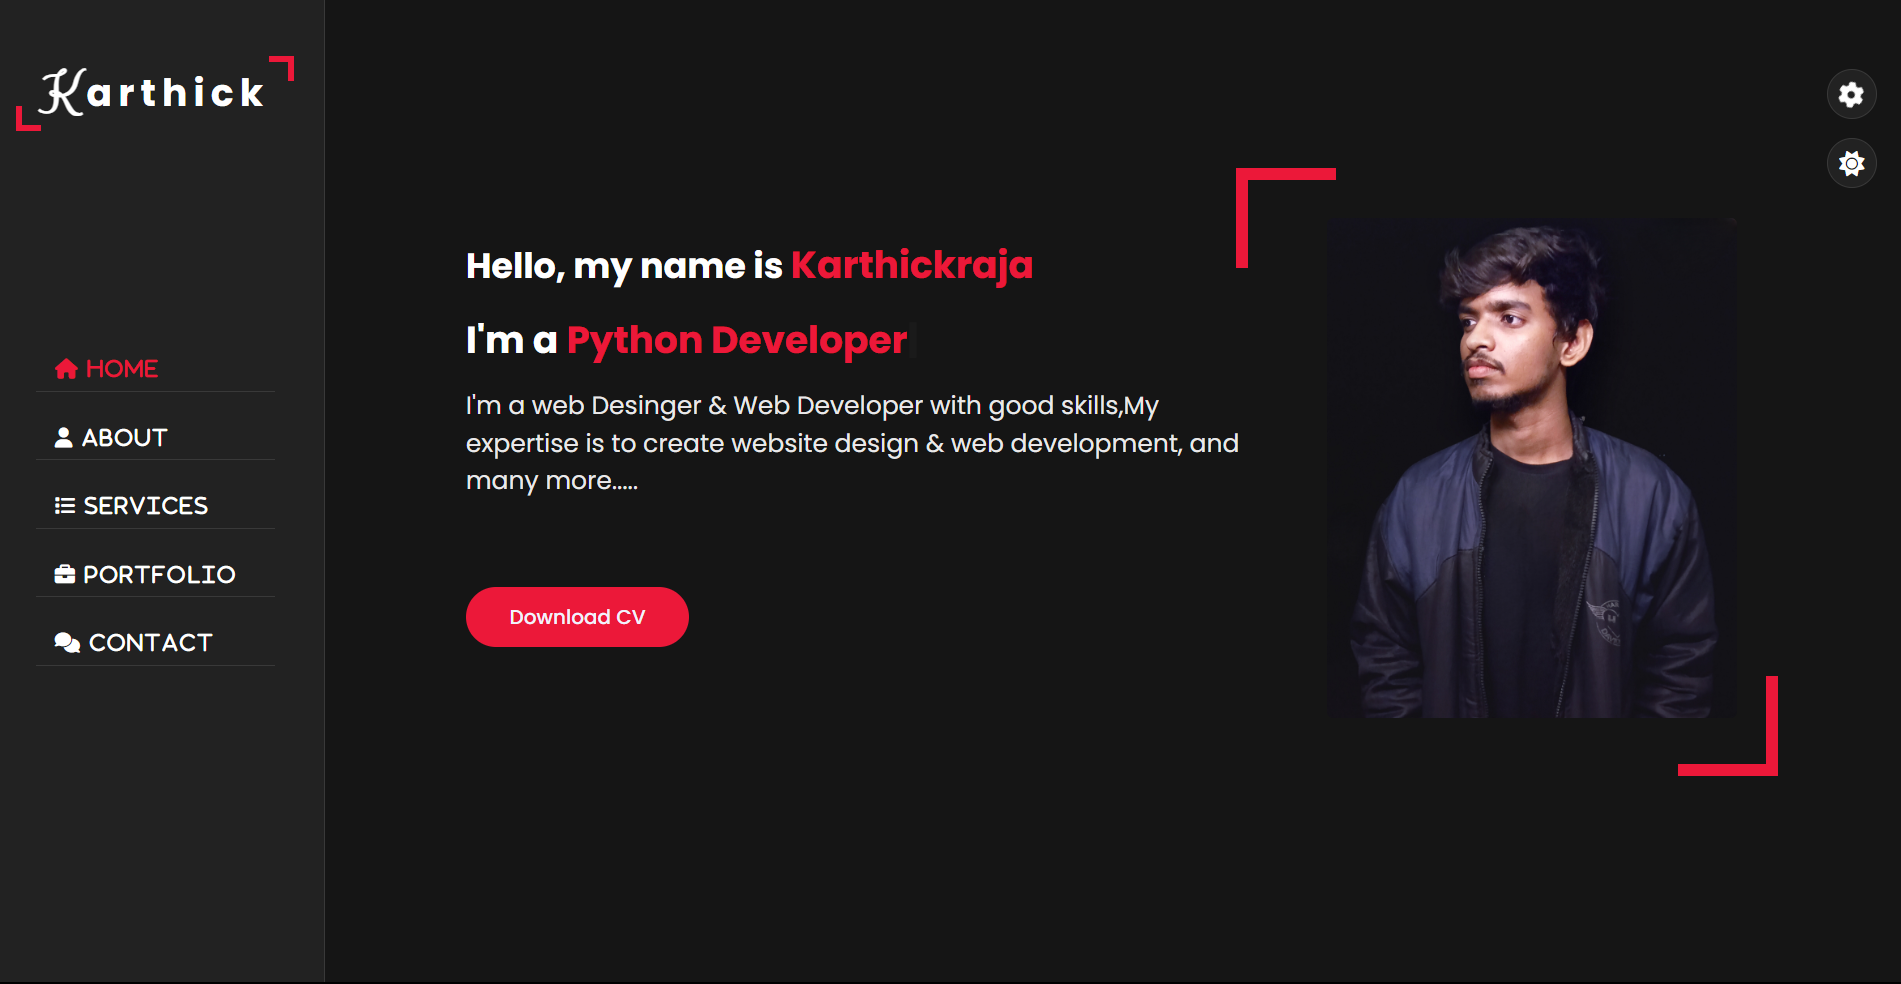 Karthick
HOME
ABOUT
SERVICES
PORTFOLIO
CONTACT
Hello, my name is Karthickraja
I'm a Python Developer
I'm a web Desinger & Web Developer with good skills,My
expertise is to create website design & web development, and
many more.....
Download CV